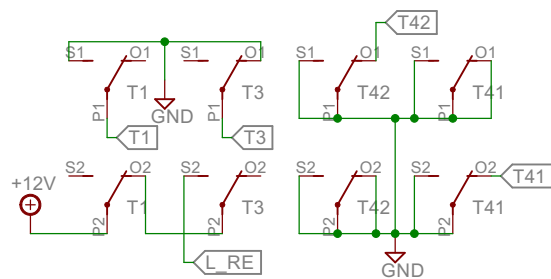 S1 O1 S1 O1 S1 O1 T42 S1 O1
P1 T1 P1 T3 P1 T42 P1 T41
GND
T1 T3
S2 O2 S2 O2 S2 O2 S2 O2 T41
+12V
P2 T1 P2 T3 P2 T42 P2 T41
L_RE GND